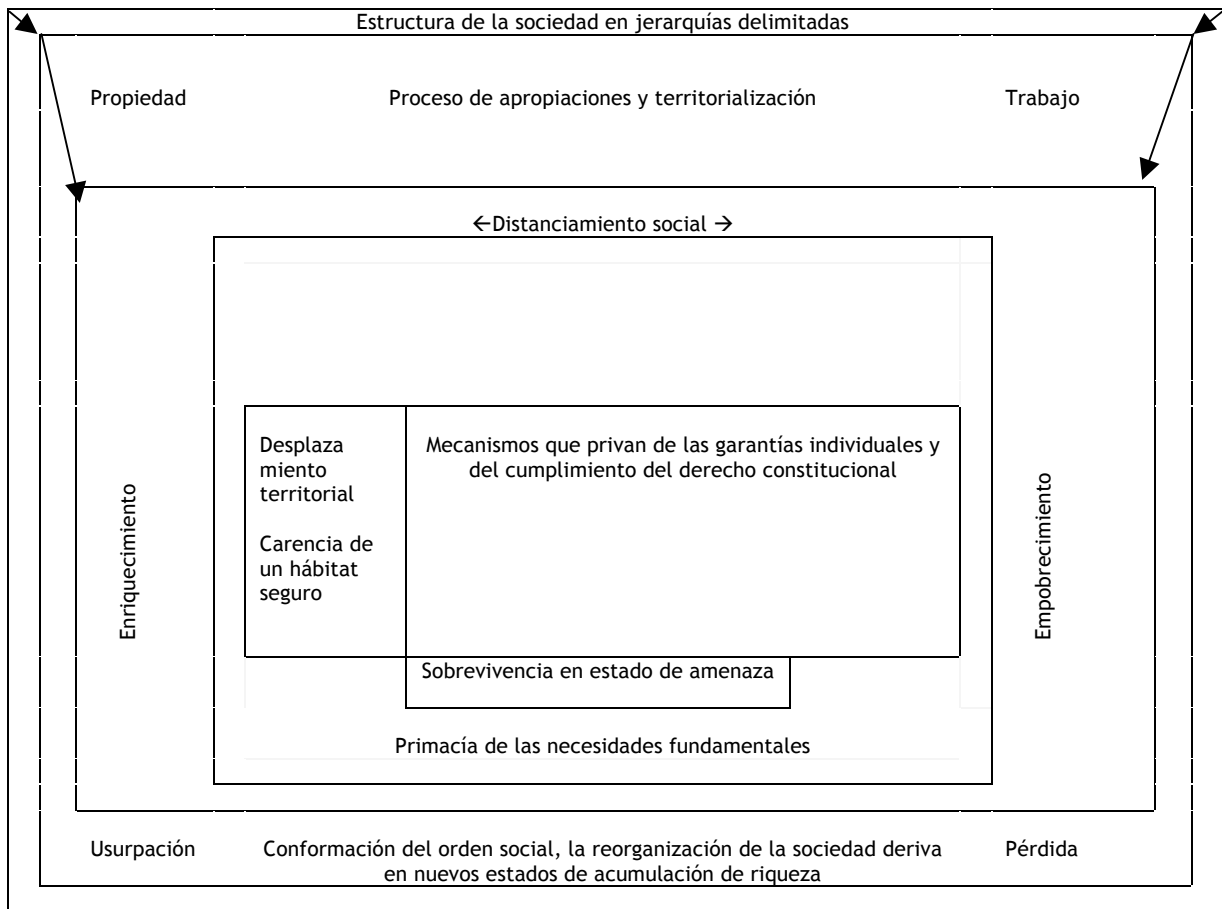 Estructura de la sociedad en jerarquías delimitadas
Propiedad
Proceso de apropiaciones y territorialización
Trabajo
←Distanciamiento social →
Enriquecimiento
Desplaza
miento
territorial
Carencia de
un hábitat
seguro
Mecanismos que privan de las garantías individuales y
del cumplimiento del derecho constitucional
Empobrecimiento
Sobrevivencia en estado de amenaza
Primacía de las necesidades fundamentales
Usurpación
Conformación del orden social, la reorganización de la sociedad deriva
en nuevos estados de acumulación de riqueza
Pérdida